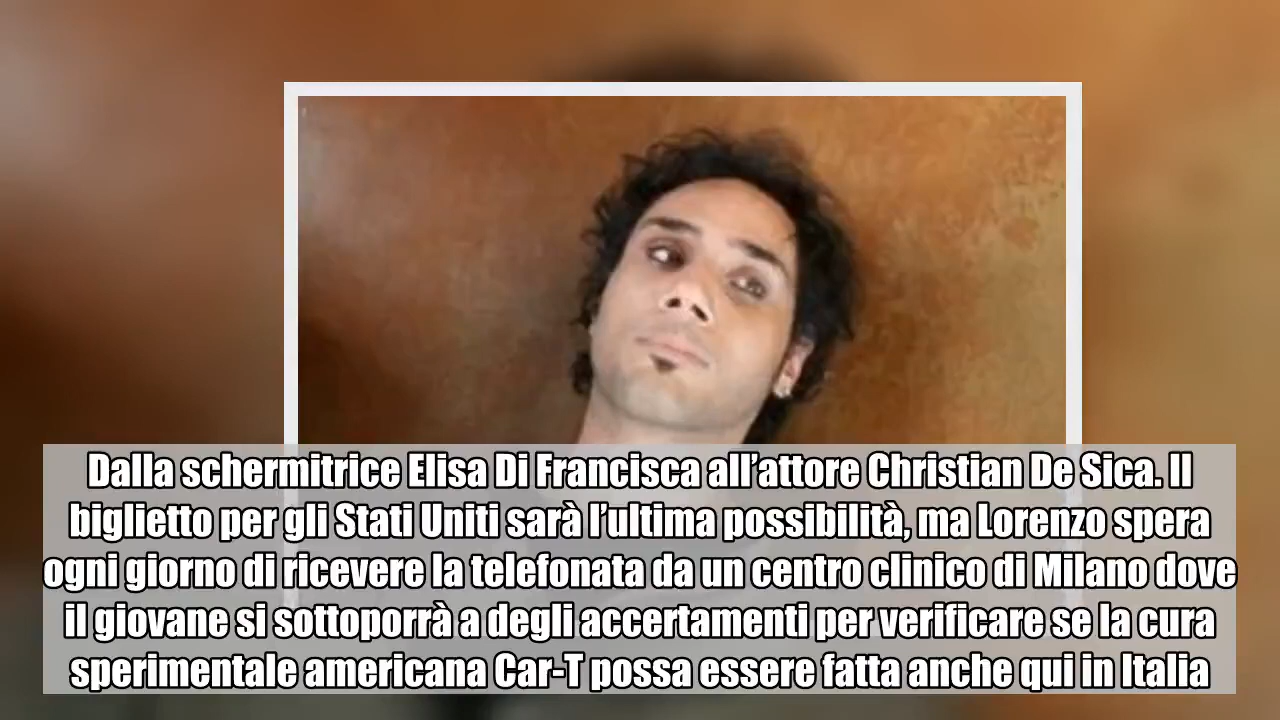 Dalla schermitrice Elisa Di Francisca all’attore Christian De Sica. Il
biglietto per gli Stati Uniti sarà l’ultima possibilità, ma Lorenzo spera
ogni giorno di ricevere la telefonata da un centro clinico di Milano dove
il giovane si sottoporrà a degli accertamenti per verificare se la cura
sperimentale americana Car-T possa essere fatta anche qui in Italia